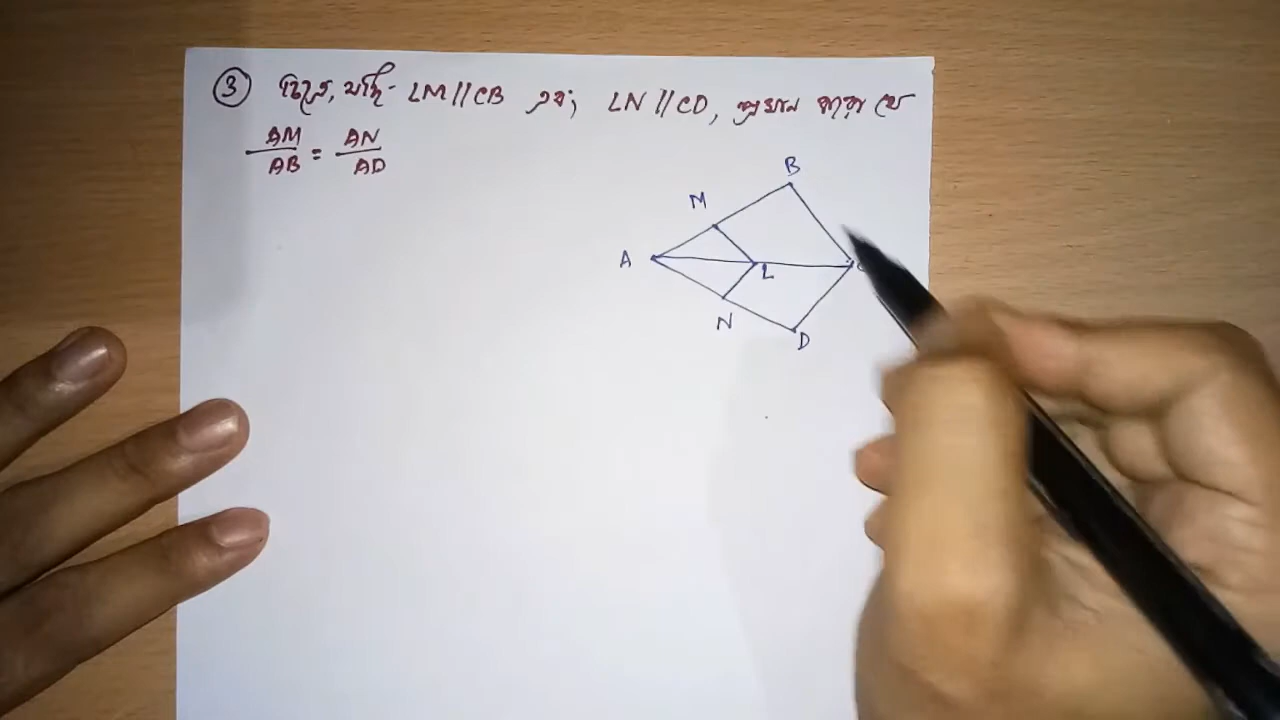 ③ চিত্রে, যদি LM//CB এবং LN//CD, প্রমাণ করো যে
AM/AB = AN/AD
B
M
A
L
N
D